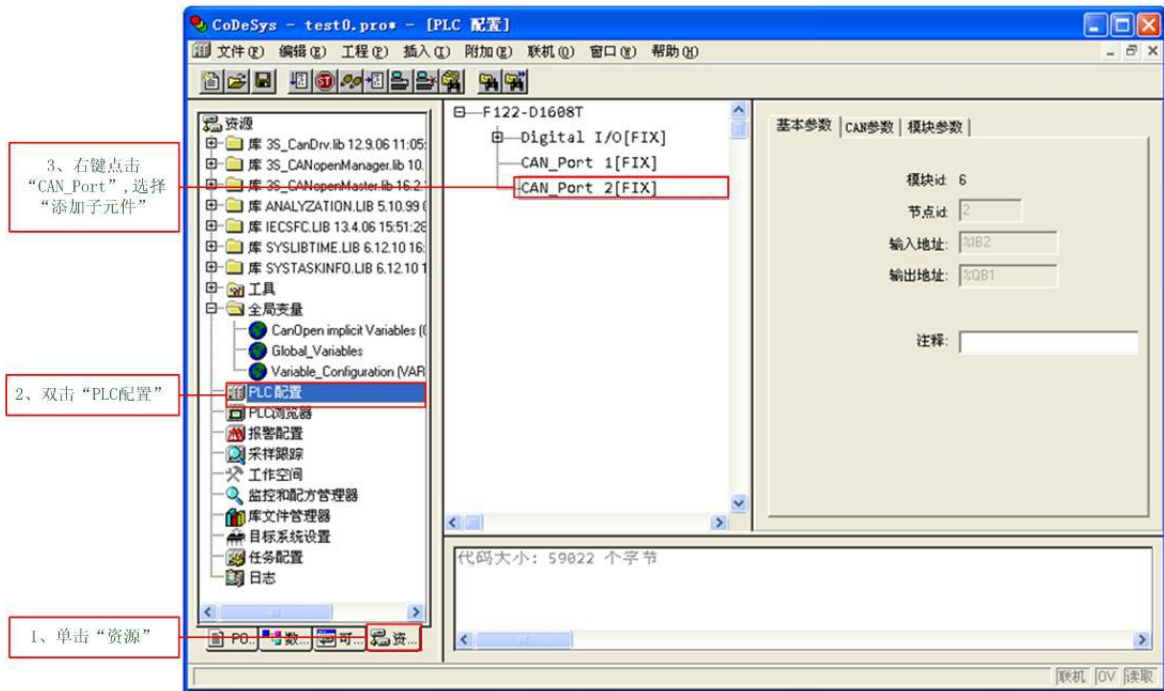 CoDeSys - test0.pro* - [PLC 配置]
文件(F) 编辑(E) 工程(P) 插入(I) 附加(E) 联机(O) 窗口(W) 帮助(H)
资源
库 3S_CanDrv.lib 12.9.06 11:05:
库 3S_CANopenManager.lib 10.
库 3S_CANopenMaster.lib 16.2.
库 ANALYZATION.LIB 5.10.99 (
库 IECSFC.LIB 13.4.06 15:51:28
库 SYSLIBTIME.LIB 6.12.10 16:
库 SYSTASKINFO.LIB 6.12.10 1
工具
全局变量
CanOpen implicit Variables (C
Global_Variables
Variable_Configuration (VAR
PLC 配置
PLC浏览器
报警配置
采样跟踪
工作空间
监控和配方管理器
库文件管理器
目标系统设置
任务配置
日志
PO..
数...
可...
资...
F122-D1608T
Digital I/O[FIX]
CAN_Port 1[FIX]
CAN_Port 2[FIX]
基本参数 CAN参数 模块参数
模块id: 6
节点id: 2
输入地址: %IB2
输出地址: %QB1
注释:
代码大小: 59022 个字节
联机 OV 读取
3、右键点击
“CAN_Port”,选择
“添加子元件”
2、双击“PLC配置”
1、单击“资源”